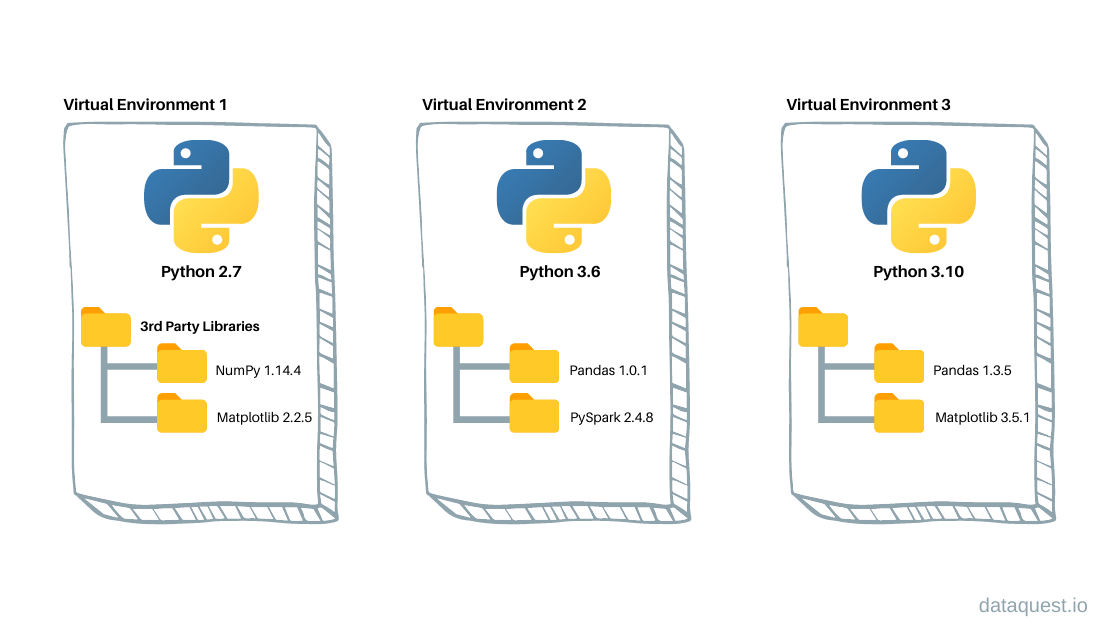 Virtual Environment 1
Python 2.7
3rd Party Libraries
NumPy 1.14.4
Matplotlib 2.2.5
Virtual Environment 2
Python 3.6
Pandas 1.0.1
PySpark 2.4.8
Virtual Environment 3
Python 3.10
Pandas 1.3.5
Matplotlib 3.5.1
dataquest.io